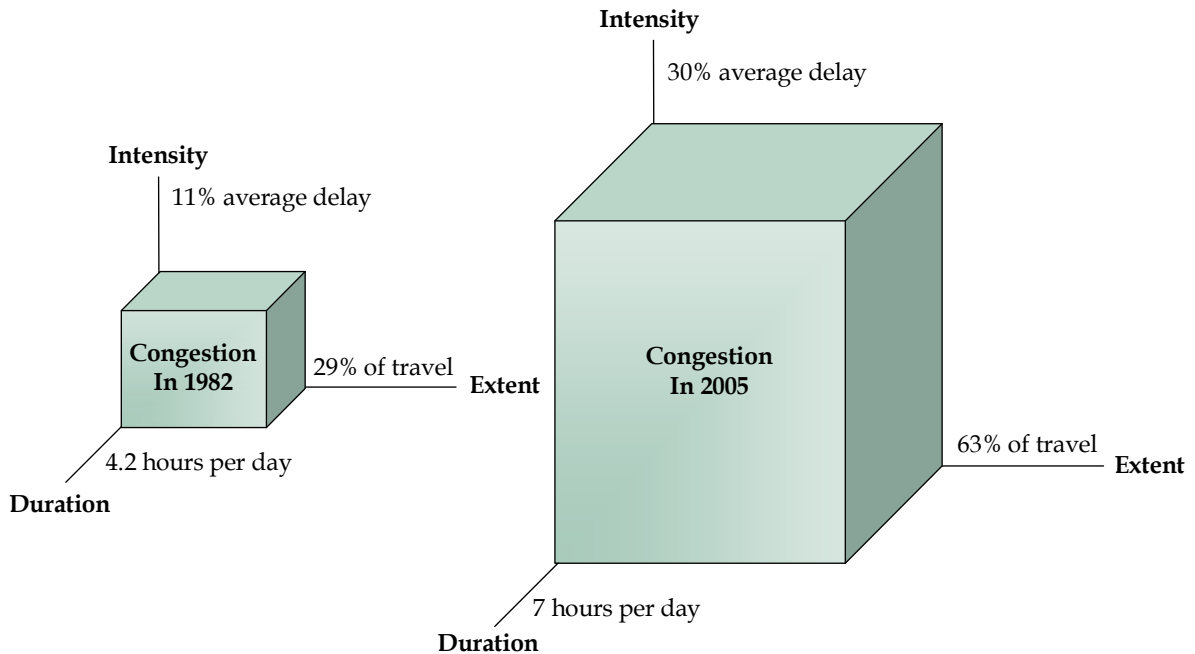 Intensity
11% average delay
Congestion
In 1982
29% of travel
Extent
4.2 hours per day
Duration
Intensity
30% average delay
Congestion
In 2005
63% of travel
Extent
7 hours per day
Duration